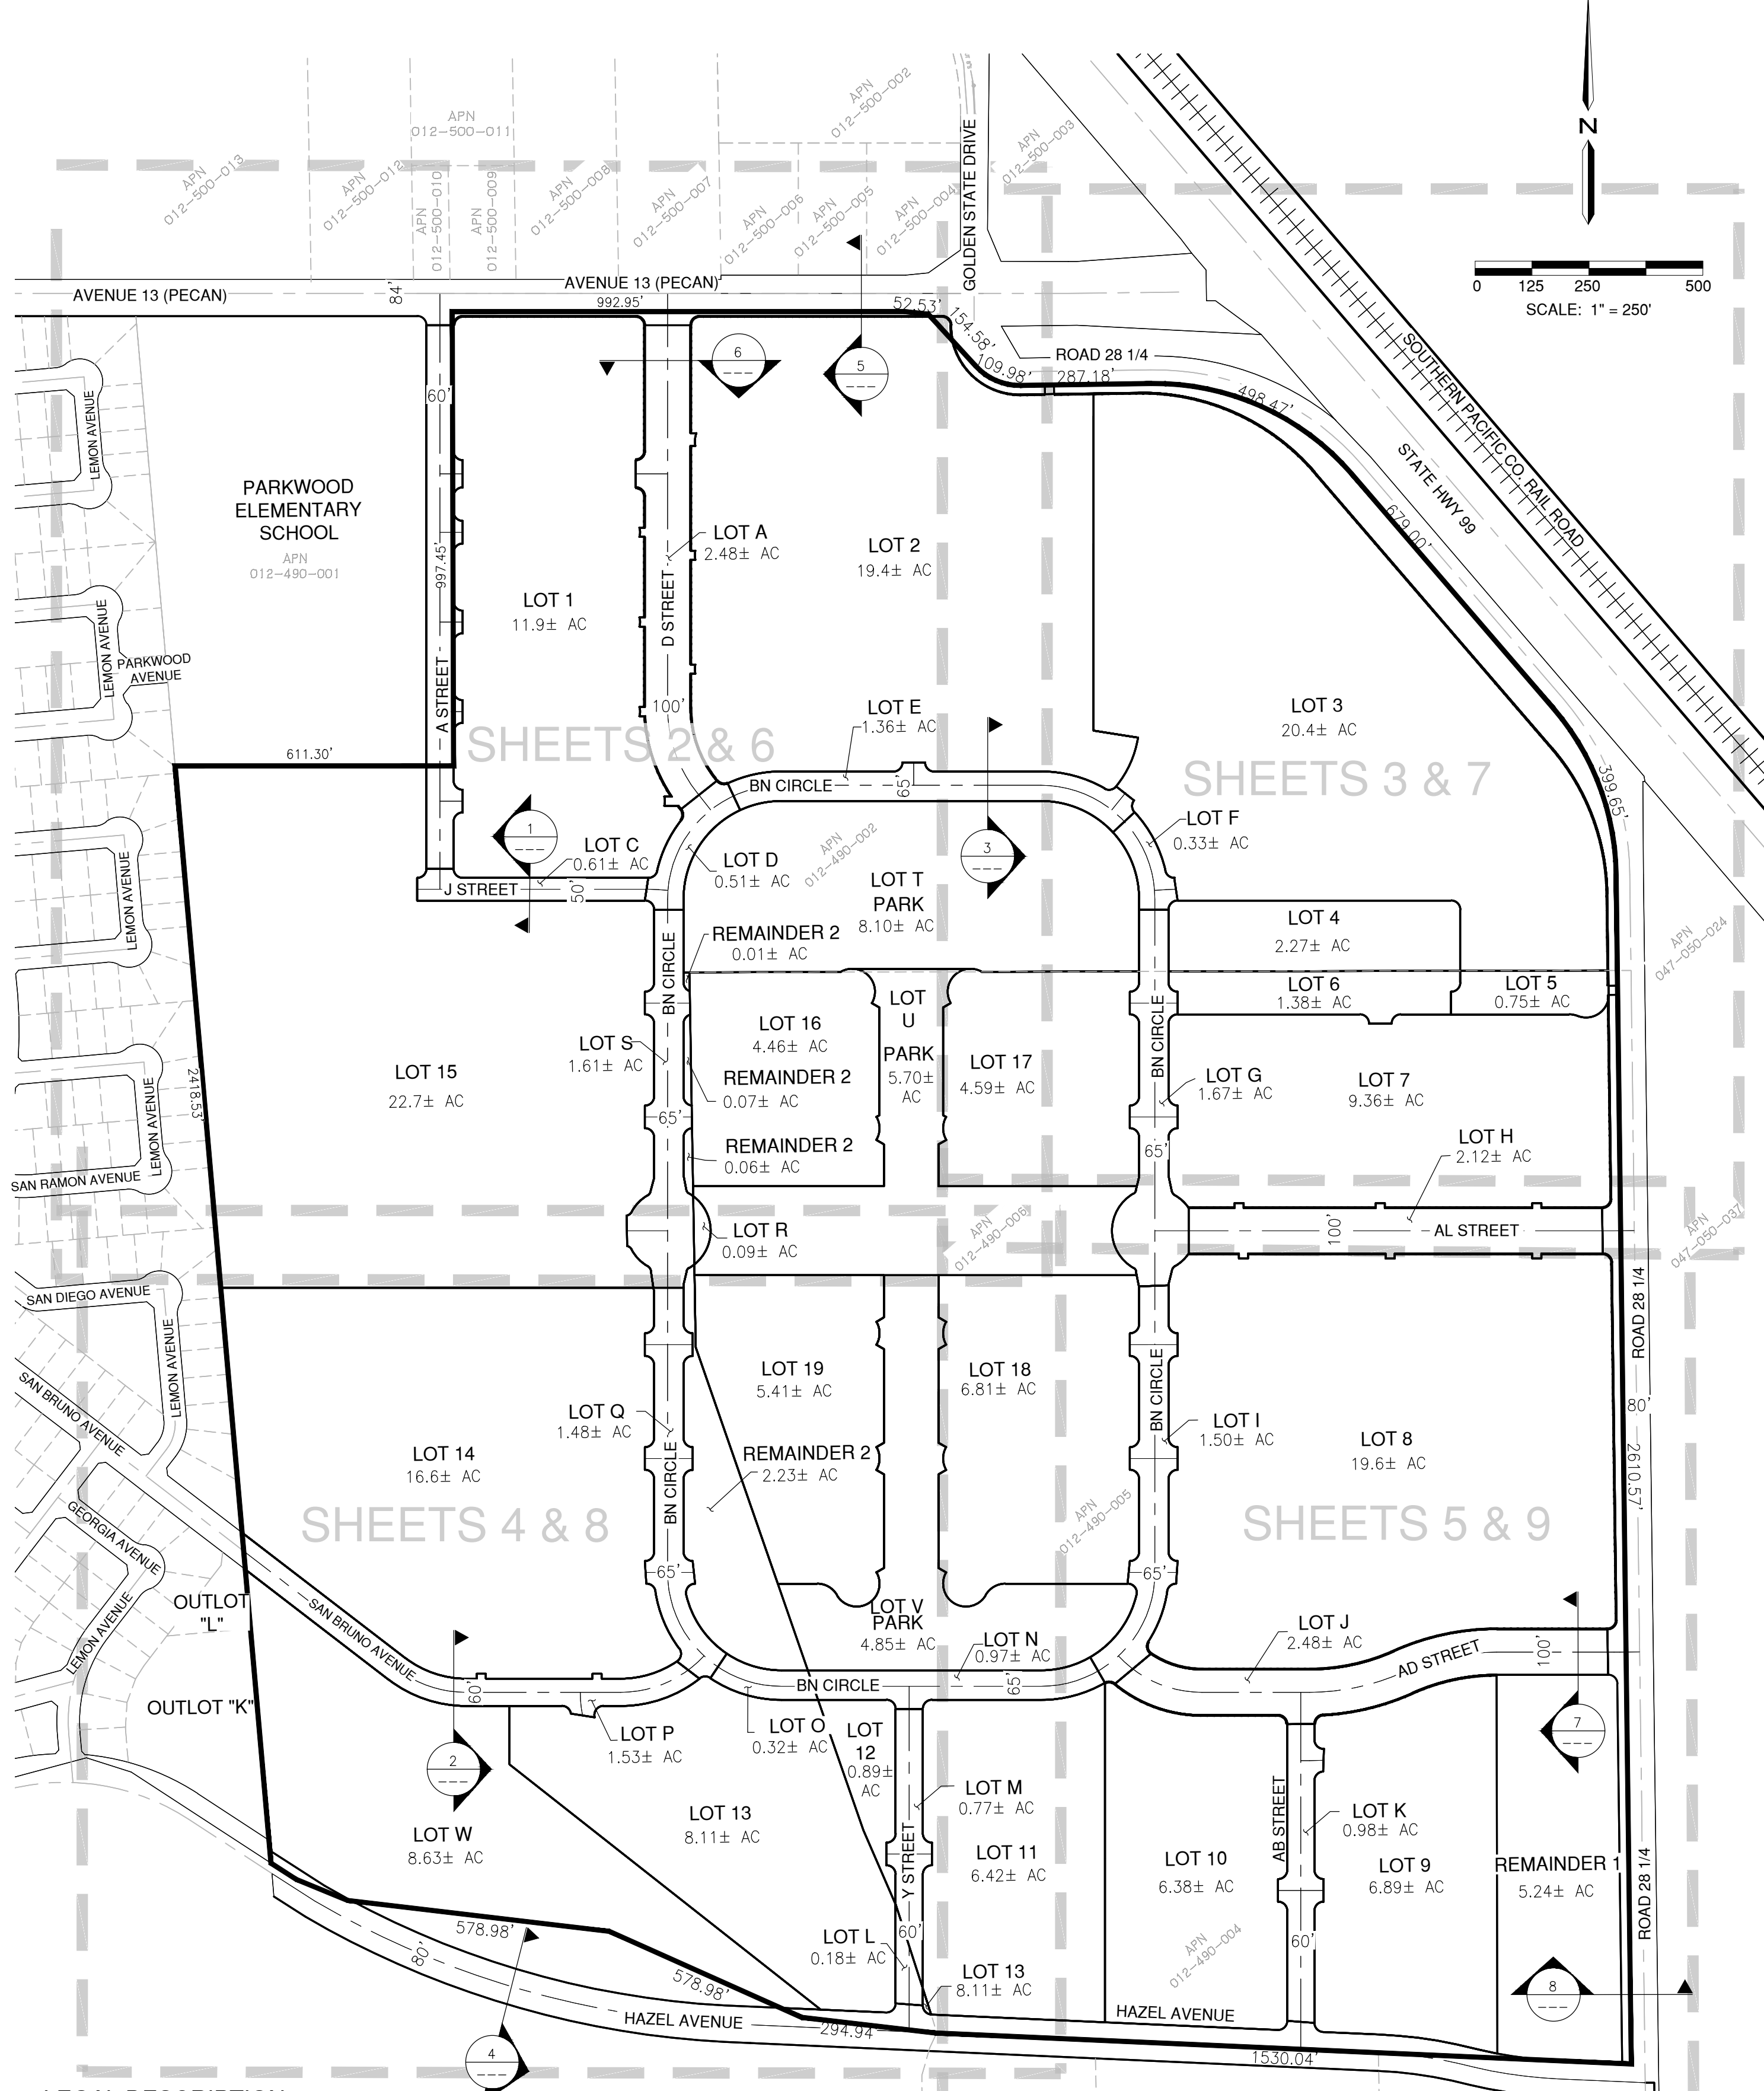 APN
012-500-002
APN
012-500-011
APN
012-500-003
APN
012-500-013
APN
012-500-012
APN
012-500-010
APN
012-500-009
APN
012-500-008
APN
012-500-007
APN
012-500-006
APN
012-500-005
APN
012-500-004
GOLDEN STATE DRIVE
N
0 125 250 500
SCALE: 1" = 250'
AVENUE 13 (PECAN)
84'
AVENUE 13 (PECAN)
992.95'
52.53'
154.58'
109.98'
287.18'
ROAD 28 1/4
498.47'
SOUTHERN PACIFIC CO. RAIL ROAD
STATE HWY 99
679.00'
399.65'
6
---
5
---
60'
LEMON AVENUE
PARKWOOD
ELEMENTARY
SCHOOL
APN
012-490-001
997.45'
A STREET
LOT A
2.48± AC
LOT 2
19.4± AC
LOT 1
11.9± AC
D STREET
100'
LEMON AVENUE
PARKWOOD
AVENUE
611.30'
SHEETS 2 & 6
LOT E
1.36± AC
LOT 3
20.4± AC
SHEETS 3 & 7
BN CIRCLE
65'
1
---
LOT C
0.61± AC
J STREET
50'
LOT D
0.51± AC
APN
012-490-002
3
---
LOT F
0.33± AC
LOT T
PARK
8.10± AC
LEMON AVENUE
REMAINDER 2
0.01± AC
BN CIRCLE
LOT 4
2.27± AC
LOT 6
1.38± AC
LOT 5
0.75± AC
APN
047-050-024
LOT U
PARK
5.70±
AC
LOT 16
4.46± AC
LOT S
1.61± AC
REMAINDER 2
0.07± AC
LOT 17
4.59± AC
BN CIRCLE
LOT G
1.67± AC
LOT 7
9.36± AC
LOT 15
22.7± AC
2418.53'
LEMON AVENUE
65'
REMAINDER 2
0.06± AC
65'
LOT H
2.12± AC
SAN RAMON AVENUE
LOT R
0.09± AC
APN
012-490-006
100'
AL STREET
APN
047-050-037
SAN DIEGO AVENUE
LEMON AVENUE
ROAD 28 1/4
LOT 19
5.41± AC
LOT 18
6.81± AC
BN CIRCLE
SAN BRUNO AVENUE
80'
LOT Q
1.48± AC
LOT I
1.50± AC
LOT 14
16.6± AC
BN CIRCLE
REMAINDER 2
2.23± AC
LOT 8
19.6± AC
2610.57'
GEORGIA AVENUE
SHEETS 4 & 8
APN
012-490-005
SHEETS 5 & 9
65'
65'
OUTLOT
"L"
LEMON AVENUE
SAN BRUNO AVENUE
LOT V
PARK
4.85± AC
LOT N
0.97± AC
LOT J
2.48± AC
AD STREET
100'
60'
BN CIRCLE
65'
OUTLOT "K"
LOT P
1.53± AC
LOT O
0.32± AC
LOT
12
0.89±
AC
2
---
7
---
LOT M
0.77± AC
LOT 13
8.11± AC
LOT W
8.63± AC
Y STREET
LOT 11
6.42± AC
LOT 10
6.38± AC
AB STREET
LOT K
0.98± AC
LOT 9
6.89± AC
REMAINDER 1
5.24± AC
ROAD 28 1/4
578.98'
80'
LOT L
0.18± AC
60'
APN
012-490-004
60'
578.98'
LOT 13
8.11± AC
8
---
HAZEL AVENUE
294.94
HAZEL AVENUE
1530.04'
4
---
LEGAL DESCRIPTION